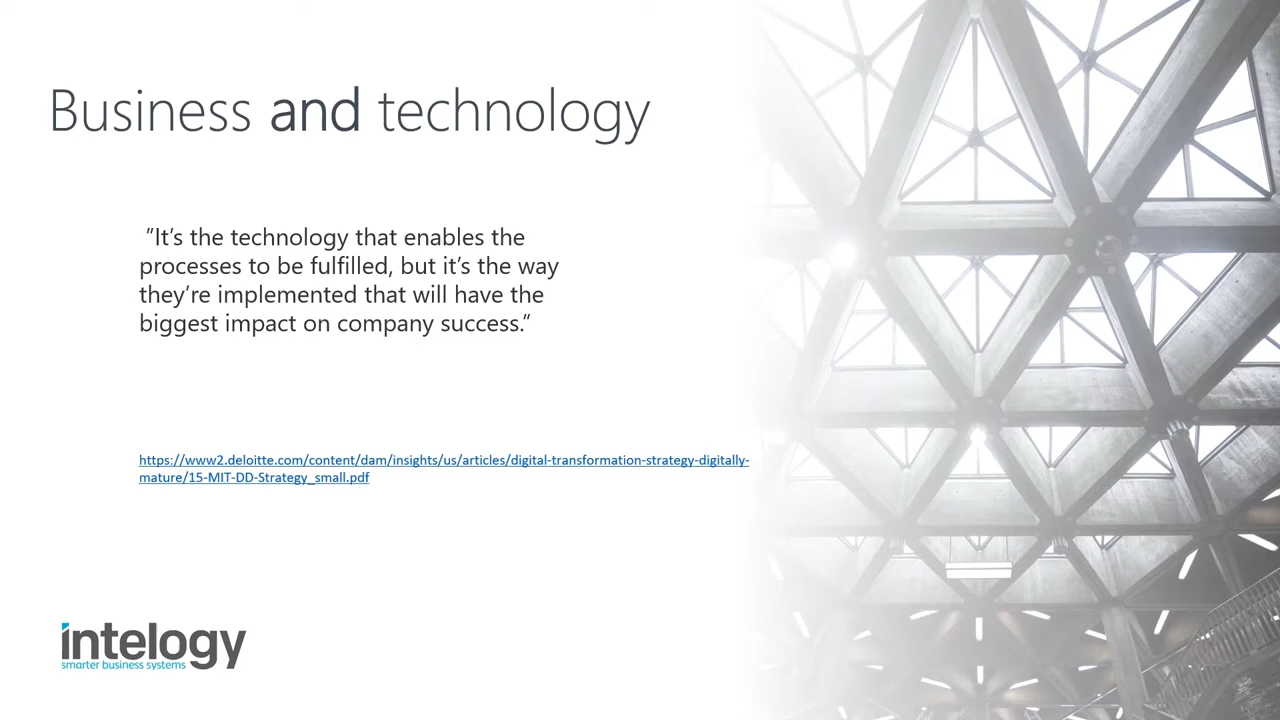 Business and technology
”It’s the technology that enables the
processes to be fulfilled, but it’s the way
they’re implemented that will have the
biggest impact on company success.”
https://www2.deloitte.com/content/dam/insights/us/articles/digital-transformation-strategy-digitally-
mature/15-MIT-DD-Strategy_small.pdf
intelogy
smarter business systems